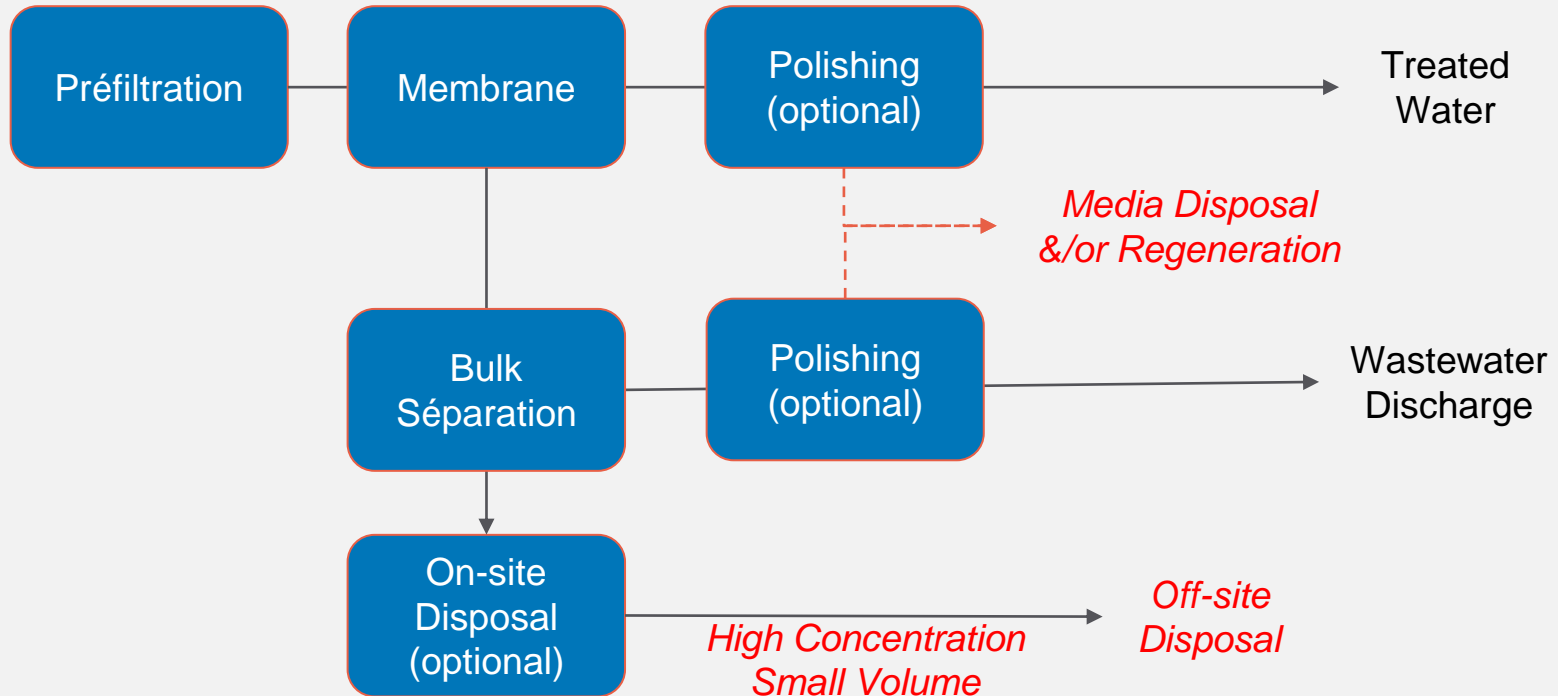 Préfiltration
Membrane
Polishing
(optional)
Treated
Water
Media Disposal
&/or Regeneration
Bulk
Séparation
Polishing
(optional)
Wastewater
Discharge
On-site
Disposal
(optional)
High Concentration
Small Volume
Off-site
Disposal